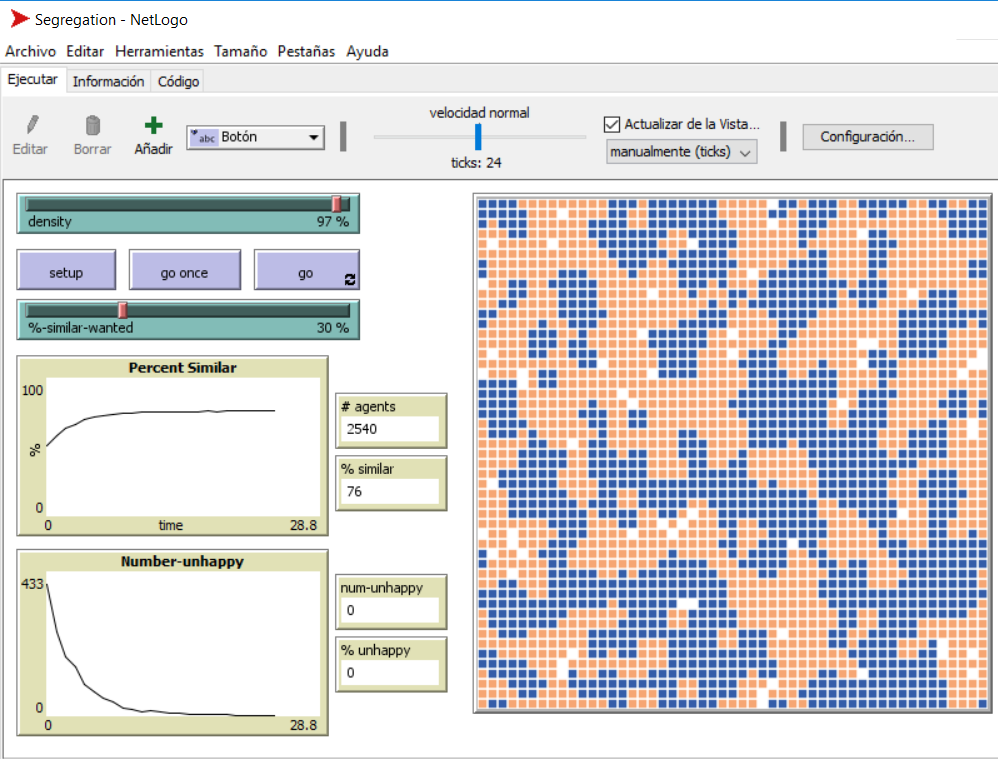 Segregation - NetLogo
Archivo Editar Herramientas Tamaño Pestañas Ayuda
Ejecutar Información Código
Editar Borrar Añadir
abc Botón
velocidad normal
ticks: 24
Actualizar de la Vista...
manualmente (ticks)
Configuración...
density 97 %
setup go once go
%-similar-wanted 30 %
Percent Similar
100
%
0
0 time 28.8
# agents
2540
% similar
76
Number-unhappy
433
0
0 28.8
num-unhappy
0
% unhappy
0